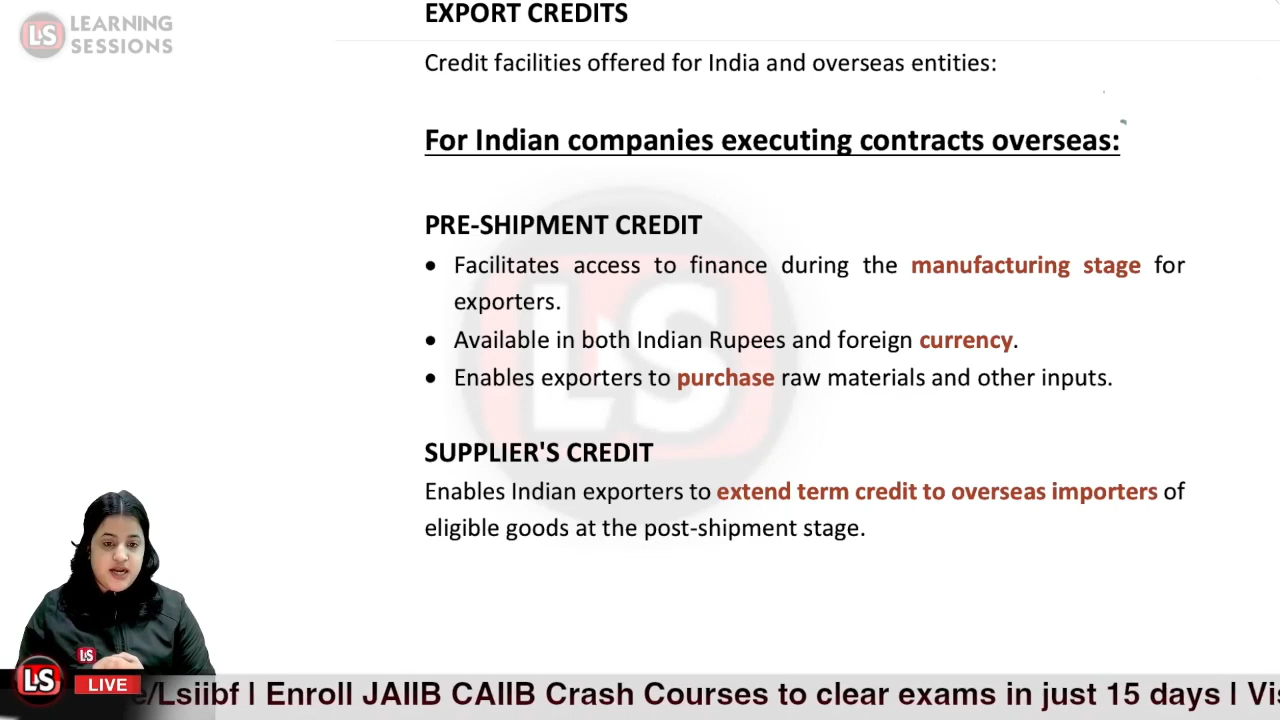 LS LEARNING
SESSIONS
EXPORT CREDITS
Credit facilities offered for India and overseas entities:
For Indian companies executing contracts overseas:
PRE-SHIPMENT CREDIT
• Facilitates access to finance during the manufacturing stage for
exporters.
• Available in both Indian Rupees and foreign currency.
• Enables exporters to purchase raw materials and other inputs.
LS
SUPPLIER'S CREDIT
Enables Indian exporters to extend term credit to overseas importers of
eligible goods at the post-shipment stage.
LS
LS LIVE e/Lsiibf | Enroll JAIIB CAIIB Crash Courses to clear exams in just 15 days | Vis